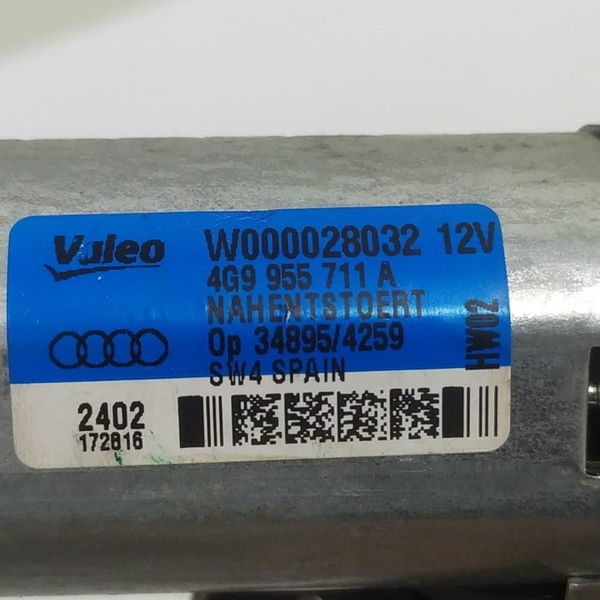 Valeo
W000028032 12V
4G9 955 711 A
NAHENTSTOERT
Op 34895/4259
SW4 SPAIN
HW02
2402
172816